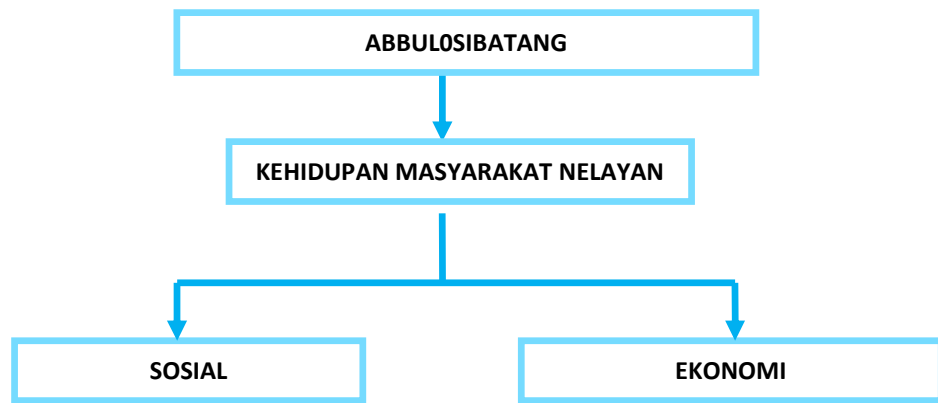 ABBUL0SIBATANG
KEHIDUPAN MASYARAKAT NELAYAN
SOSIAL
EKONOMI